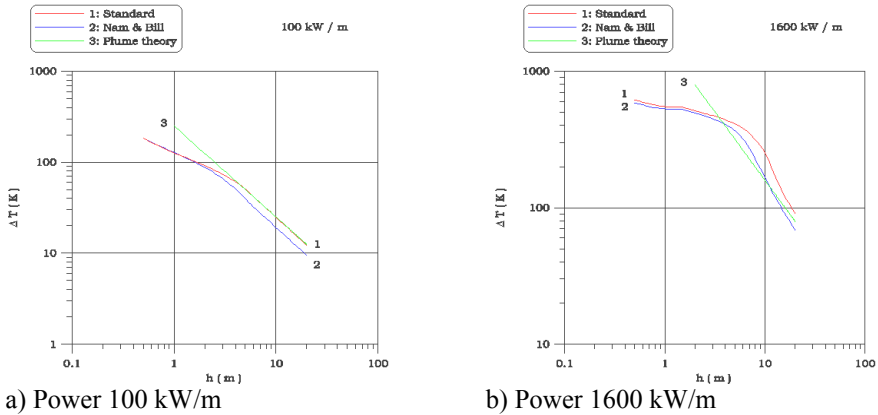 1: Standard
2: Nam & Bill
3: Plume theory
100 kW / m
1000
100
10
1
ΔT(K)
3
1
2
0.1
1
10
100
h(m)
a) Power 100 kW/m
1: Standard
2: Nam & Bill
3: Plume theory
1600 kW / m
1000
100
10
ΔT(K)
3
1
2
0.1
1
10
100
h(m)
b) Power 1600 kW/m